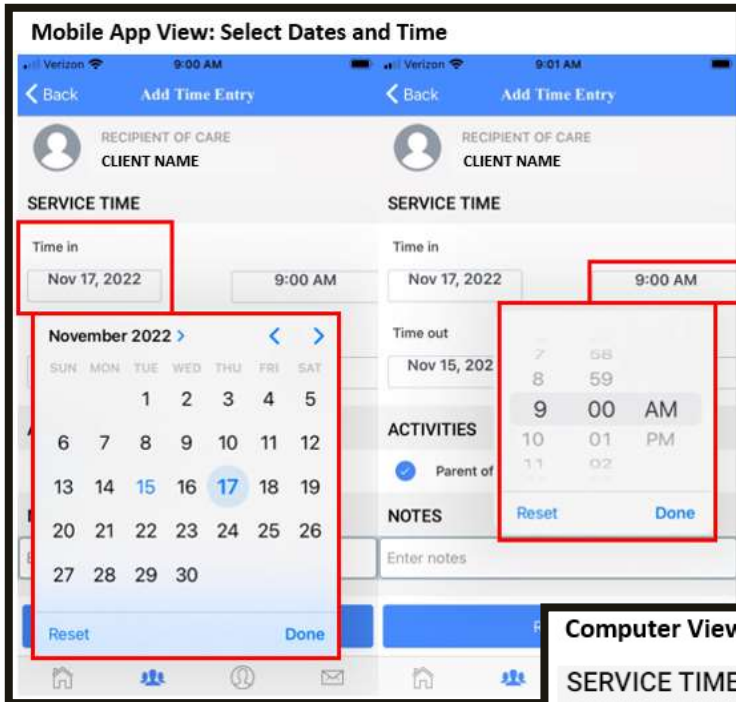 Mobile App View: Select Dates and Time
Verizon 9:00 AM
Back Add Time Entry
RECIPIENT OF CARE
CLIENT NAME
SERVICE TIME
Time in
Nov 17, 2022 9:00 AM
November 2022
SUN MON TUE WED THU FRI SAT
1 2 3 4 5
6 7 8 9 10 11 12
13 14 15 16 17 18 19
20 21 22 23 24 25 26
27 28 29 30
Reset Done
Verizon 9:01 AM
Back Add Time Entry
RECIPIENT OF CARE
CLIENT NAME
SERVICE TIME
Time in
Nov 17, 2022 9:00 AM
Time out
Nov 15, 202
7 58
8 59
9 00 AM
10 01 PM
11 02
Reset Done
ACTIVITIES
Parent of
NOTES
Enter notes
Computer View
SERVICE TIME